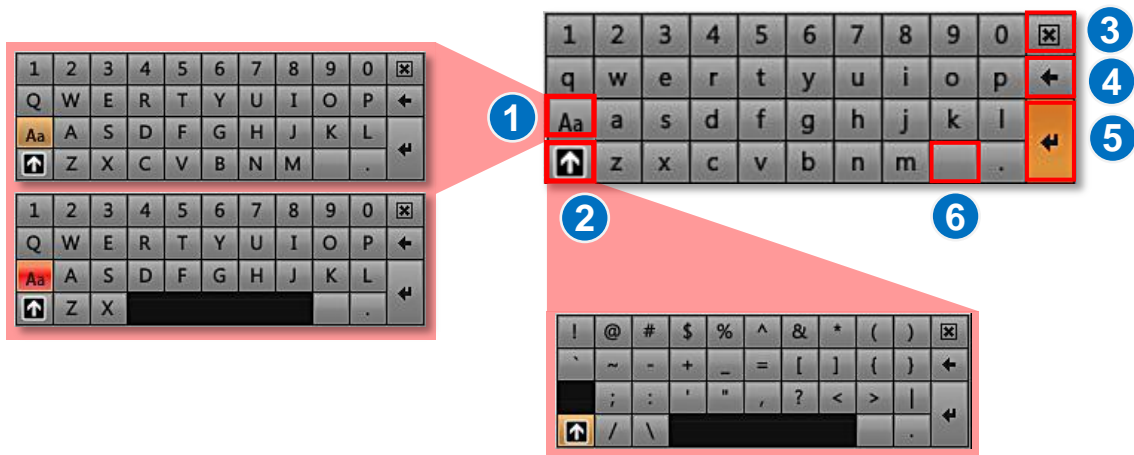 1 2 3 4 5 6 7 8 9 0
Q W E R T Y U I O P
Aa A S D F G H J K L
Z X C V B N M .
1 2 3 4 5 6 7 8 9 0
Q W E R T Y U I O P
Aa A S D F G H J K L
Z X .
1 2 3 4 5 6 7 8 9 0
q w e r t y u i o p
Aa a s d f g h j k l
z x c v b n m .
1
2
3
4
5
6
! @ # $ % ^ & * ( )
` ~ - + _ = [ ] { }
; : ' " , ? < > |
/ \ .